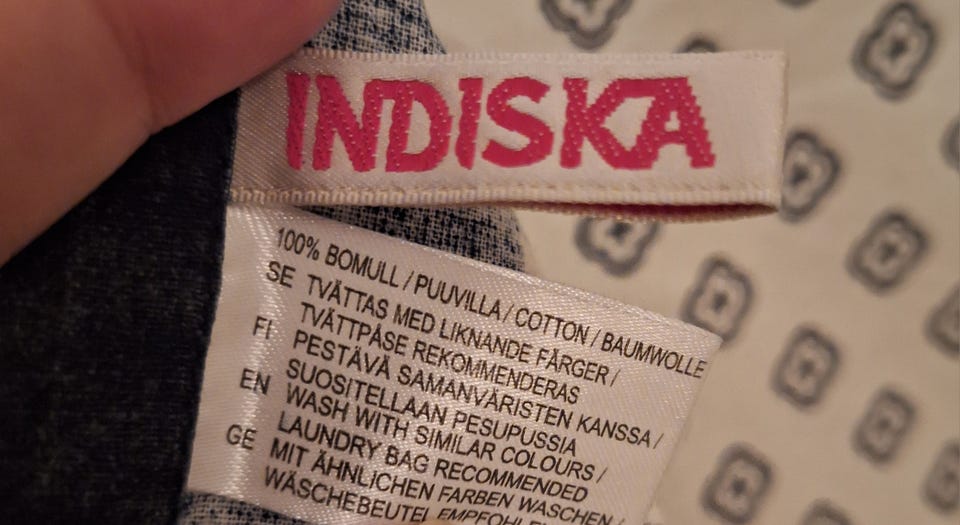 INDISKA
100% BOMULL / PUUVILLA / COTTON / BAUMWOLLE
SE TVÄTTAS MED LIKNANDE FÄRGER /
TVÄTTPÅSE REKOMMENDERAS
FI PESTÄVÄ SAMANVÄRISTEN KANSSA /
SUOSITELLAAN PESUPUSSIA
EN WASH WITH SIMILAR COLOURS /
LAUNDRY BAG RECOMMENDED
GE MIT ÄHNLICHEN FARBEN WASCHEN /
WÄSCHEBEUTEL